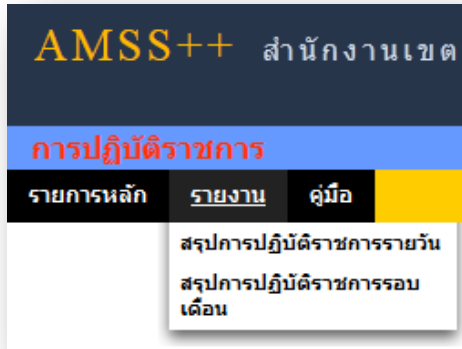 AMSS++ สำนักงานเขต
การปฏิบัติราชการ
รายการหลัก รายงาน คู่มือ
สรุปการปฏิบัติราชการรายวัน
สรุปการปฏิบัติราชการรอบ
เดือน